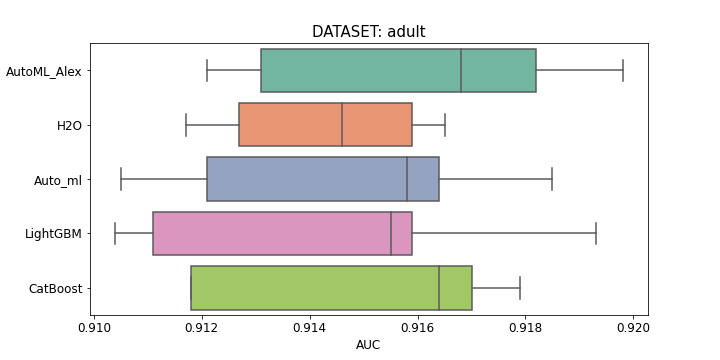 DATASET: adult
AutoML_Alex
H2O
Auto_ml
LightGBM
CatBoost
0.910 0.912 0.914 0.916 0.918 0.920
AUC